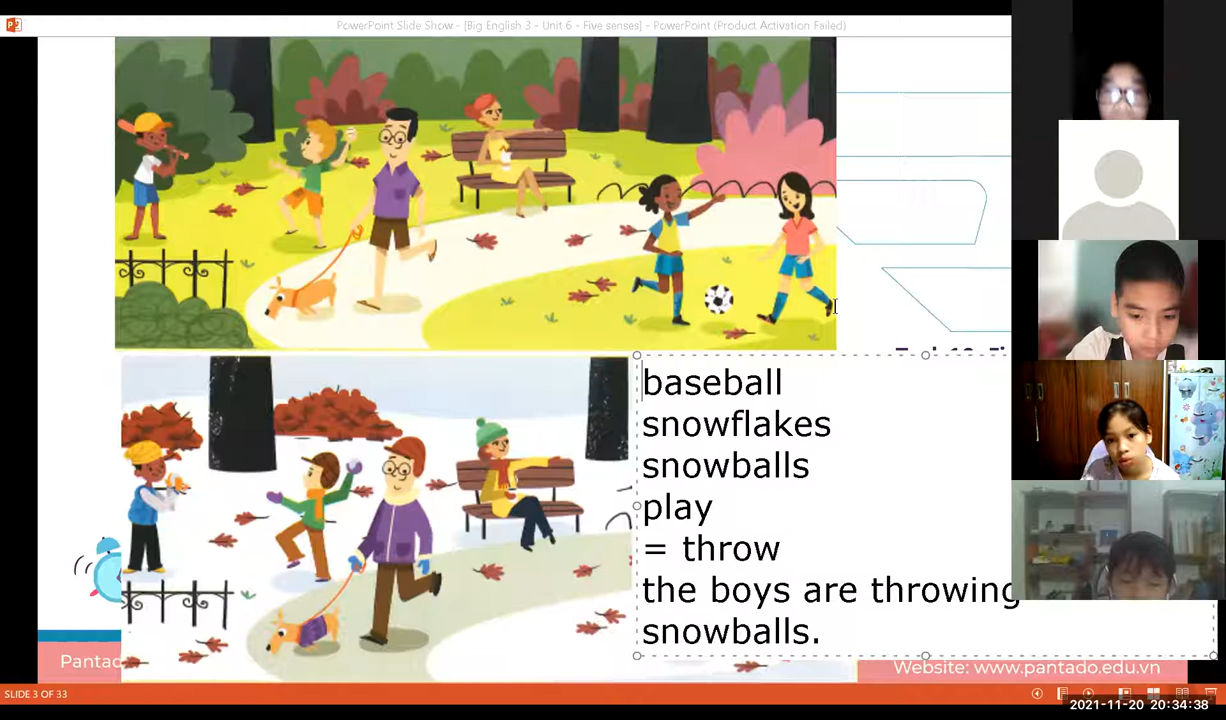 PowerPoint Slide Show - [Big English 3 - Unit 6 - Five senses] - PowerPoint (Product Activation Failed)
baseball
snowflakes
snowballs
play
= throw
the boys are throwing
snowballs.
Website: www.pantado.edu.vn
SLIDE 3 OF 33
2021-11-20 20:34:38